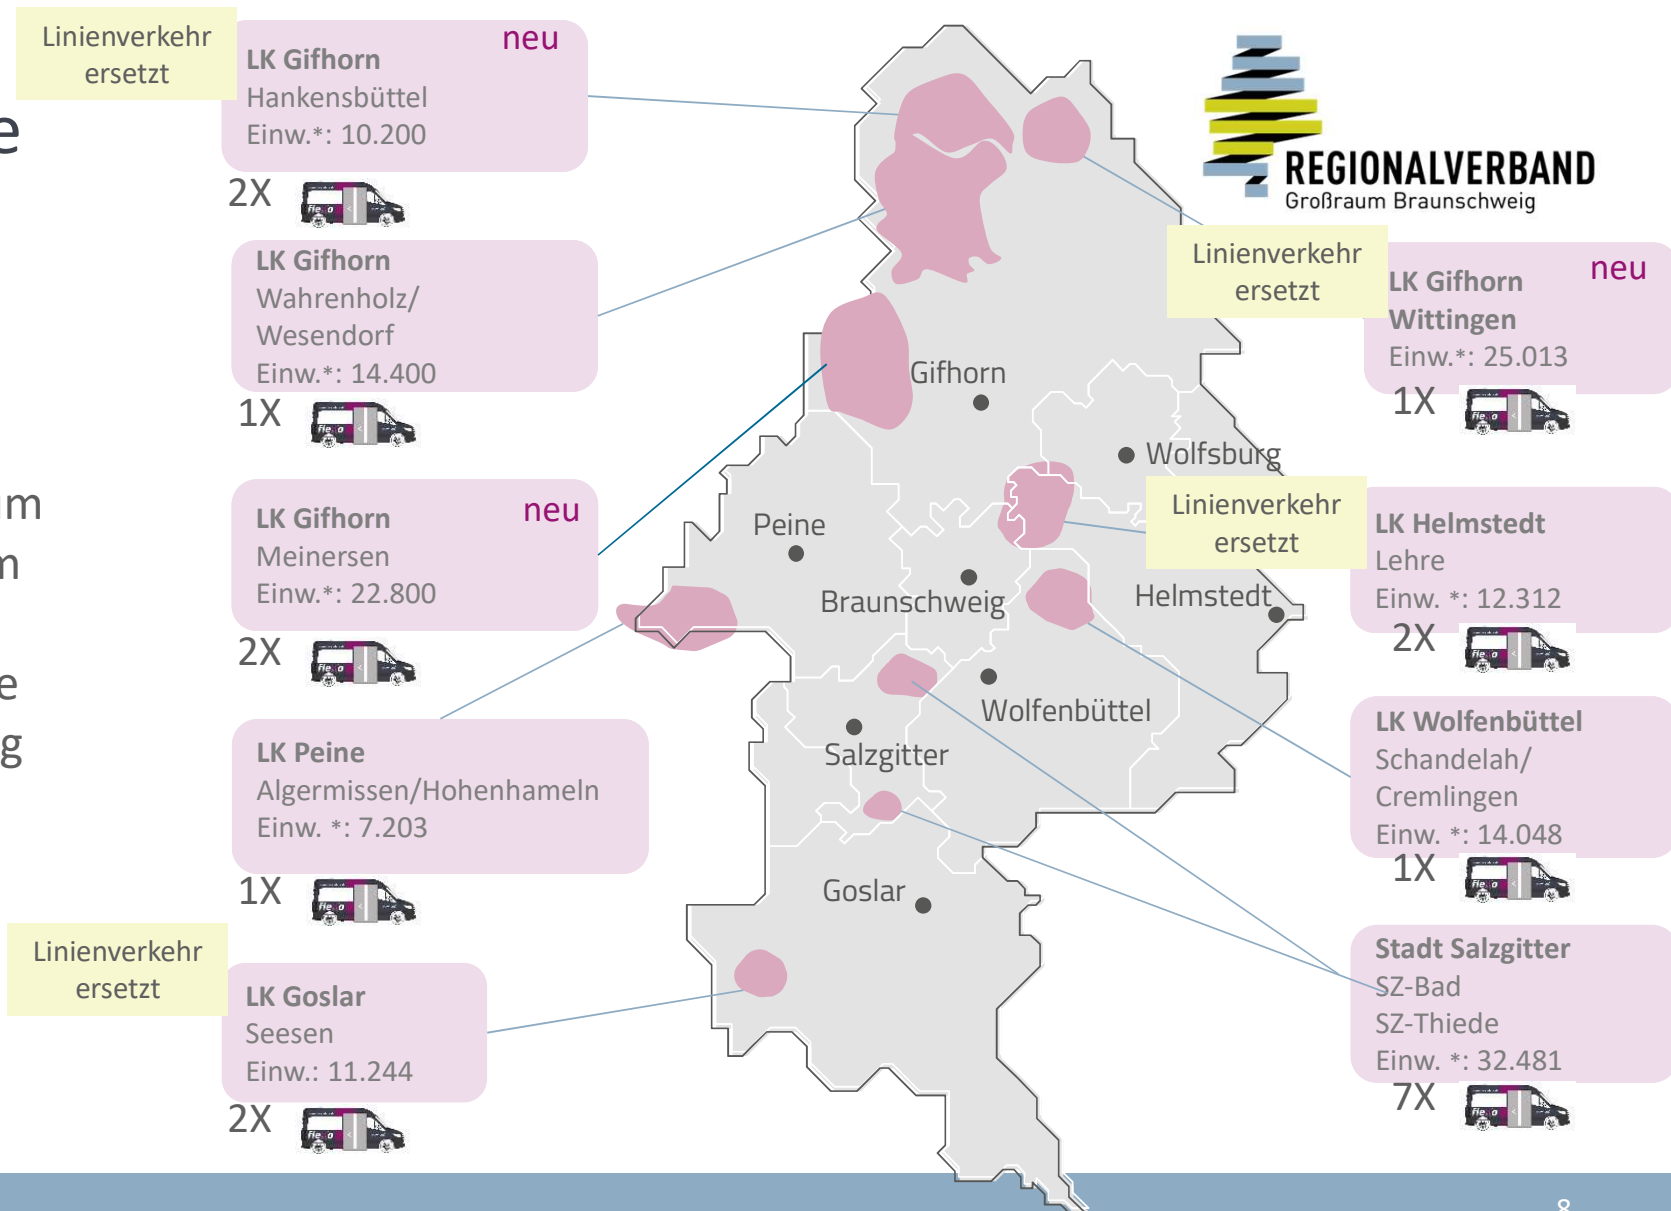 Linienverkehr
ersetzt
LK Gifhorn
neu
Hankensbüttel
Einw.*: 10.200
2X
LK Gifhorn
Wahrenholz/
Wesendorf
Einw.*: 14.400
1X
LK Gifhorn
neu
Meinersen
Einw.*: 22.800
2X
LK Peine
Algermissen/Hohenhameln
Einw. *: 7.203
1X
Linienverkehr
ersetzt
LK Goslar
Seesen
Einw.: 11.244
2X
Gifhorn
Wolfsburg
Peine
Braunschweig
Helmstedt
Wolfenbüttel
Salzgitter
Goslar
REGIONALVERBAND
Großraum Braunschweig
Linienverkehr
ersetzt
LK Gifhorn
neu
Wittingen
Einw.*: 25.013
1X
Linienverkehr
ersetzt
LK Helmstedt
Lehre
Einw. *: 12.312
2X
LK Wolfenbüttel
Schandelah/
Cremlingen
Einw. *: 14.048
1X
Stadt Salzgitter
SZ-Bad
SZ-Thiede
Einw. *: 32.481
7X
8